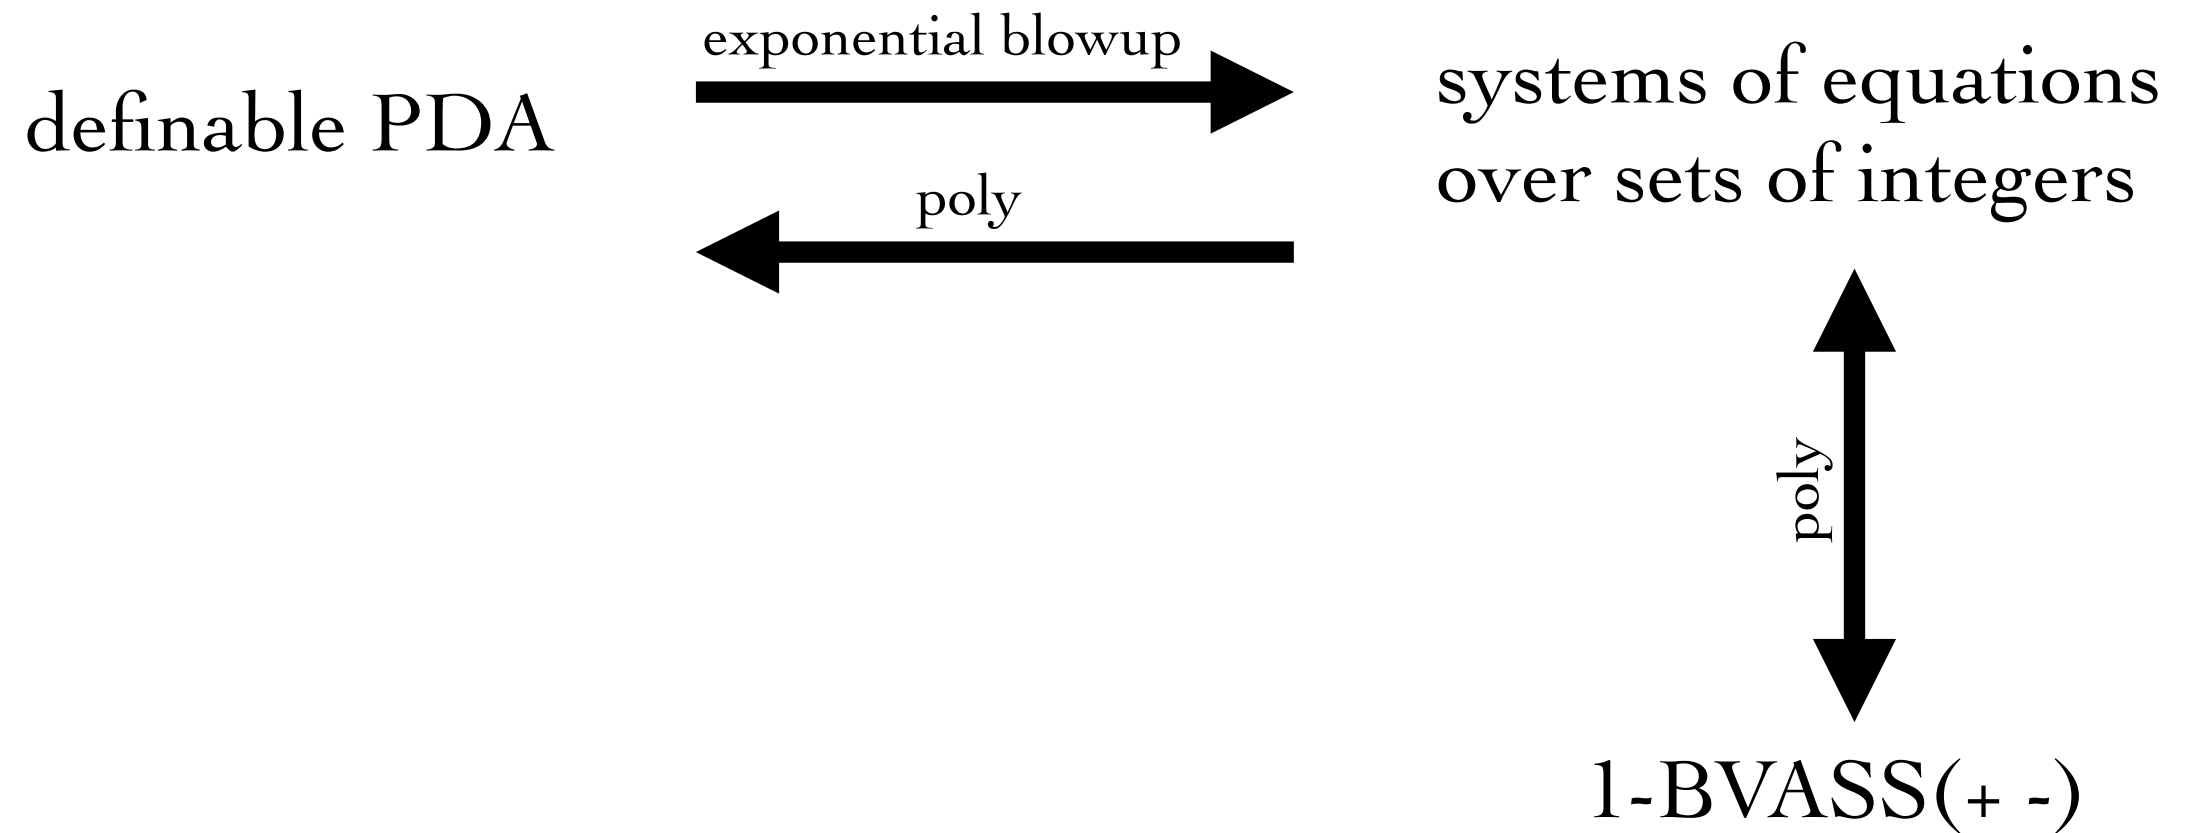 exponential blowup
definable PDA
systems of equations
over sets of integers
poly
poly
1-BVASS(+ -)